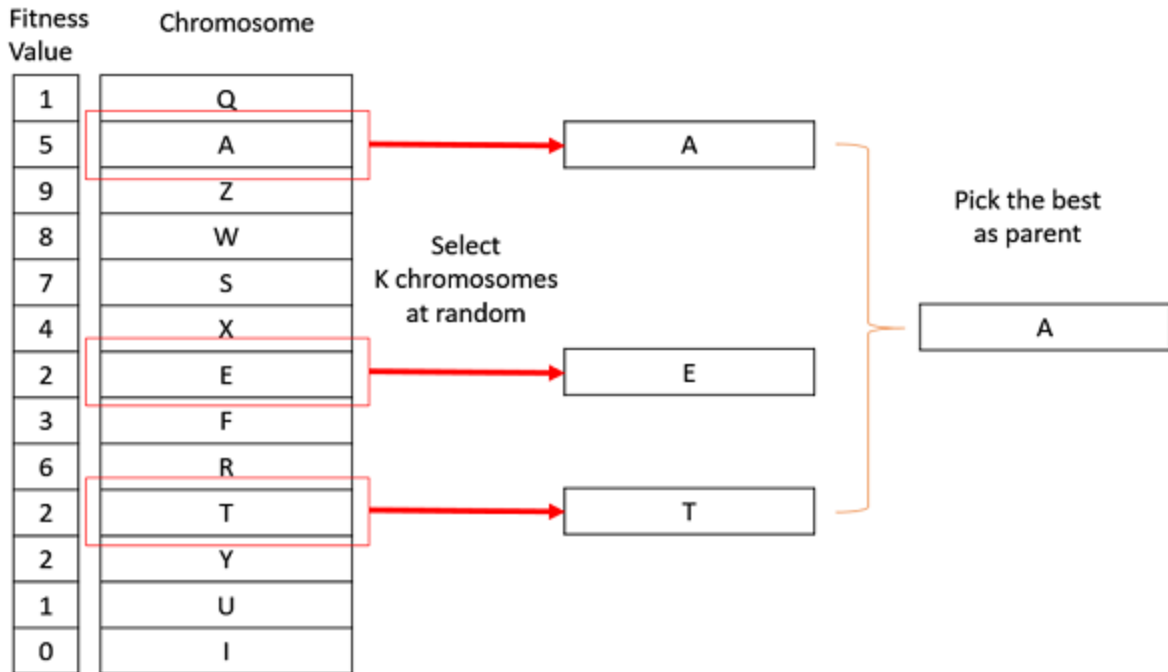 Fitness
Value
Chromosome
1 Q
5 A A
9 Z
8 W
7 S
4 X
2 E E
3 F
6 R
2 T T
2 Y
1 U
0 I
Select
K chromosomes
at random
Pick the best
as parent
A